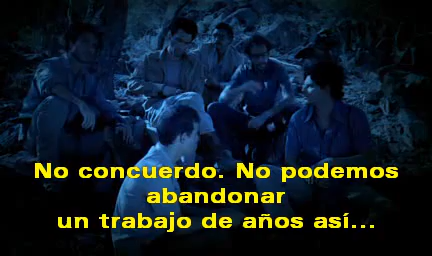 No concuerdo. No podemos
abandonar
un trabajo de años así...